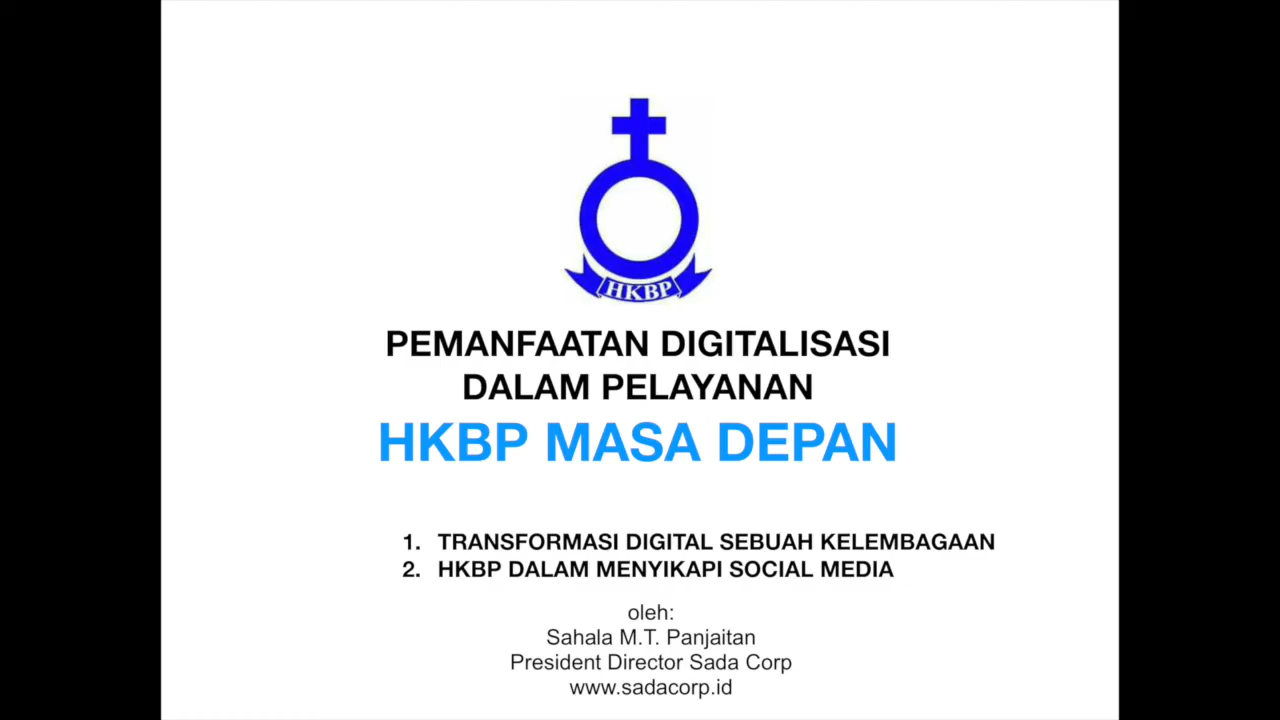 HKBP
PEMANFAATAN DIGITALISASI
DALAM PELAYANAN
HKBP MASA DEPAN
1. TRANSFORMASI DIGITAL SEBUAH KELEMBAGAAN
2. HKBP DALAM MENYIKAPI SOCIAL MEDIA
oleh:
Sahala M.T. Panjaitan
President Director Sada Corp
www.sadacorp.id